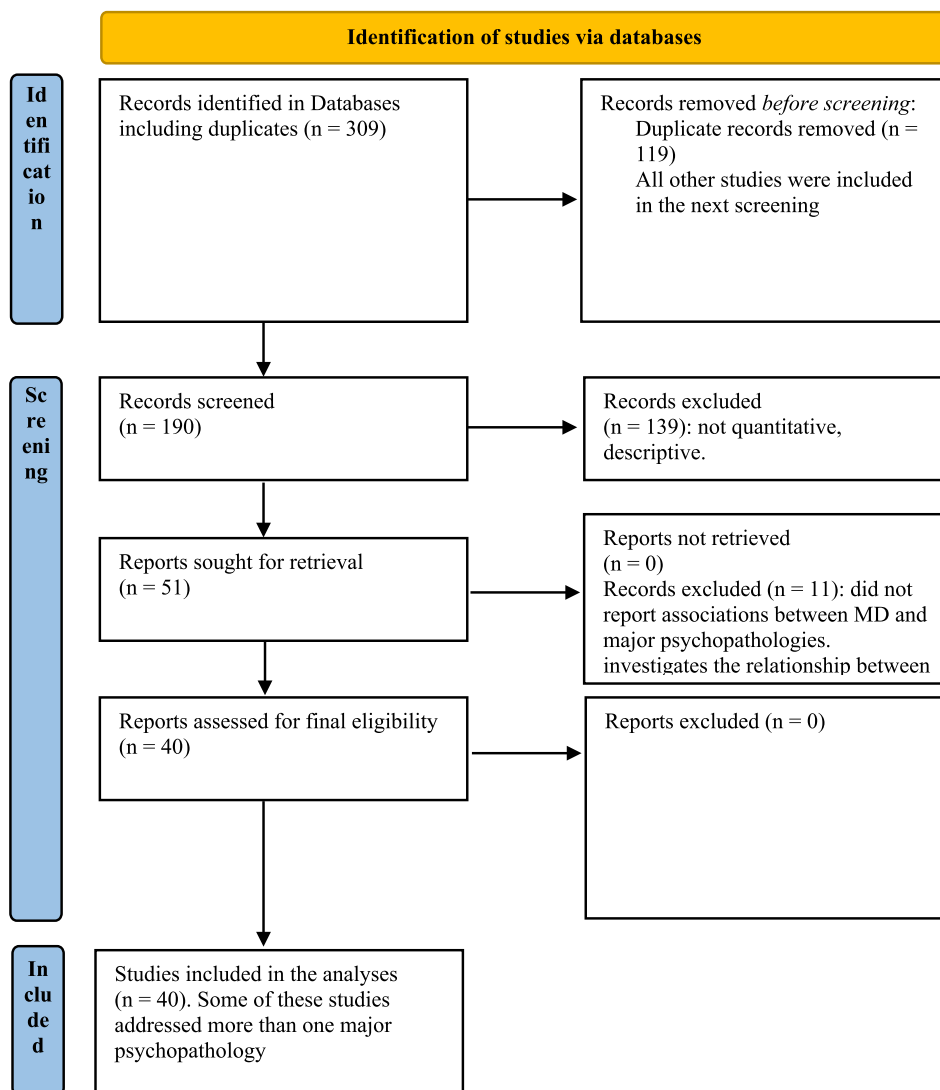 Identification of studies via databases
Id
en
tifi
cat
io
n
Records identified in Databases
including duplicates (n = 309)
Records removed before screening:
Duplicate records removed (n =
119)
All other studies were included
in the next screening
Sc
re
eni
ng
Records screened
(n = 190)
Records excluded
(n = 139): not quantitative,
descriptive.
Reports sought for retrieval
(n = 51)
Reports not retrieved
(n = 0)
Records excluded (n = 11): did not
report associations between MD and
major psychopathologies.
investigates the relationship between
Reports assessed for final eligibility
(n = 40)
Reports excluded (n = 0)
In
clu
de
d
Studies included in the analyses
(n = 40). Some of these studies
addressed more than one major
psychopathology